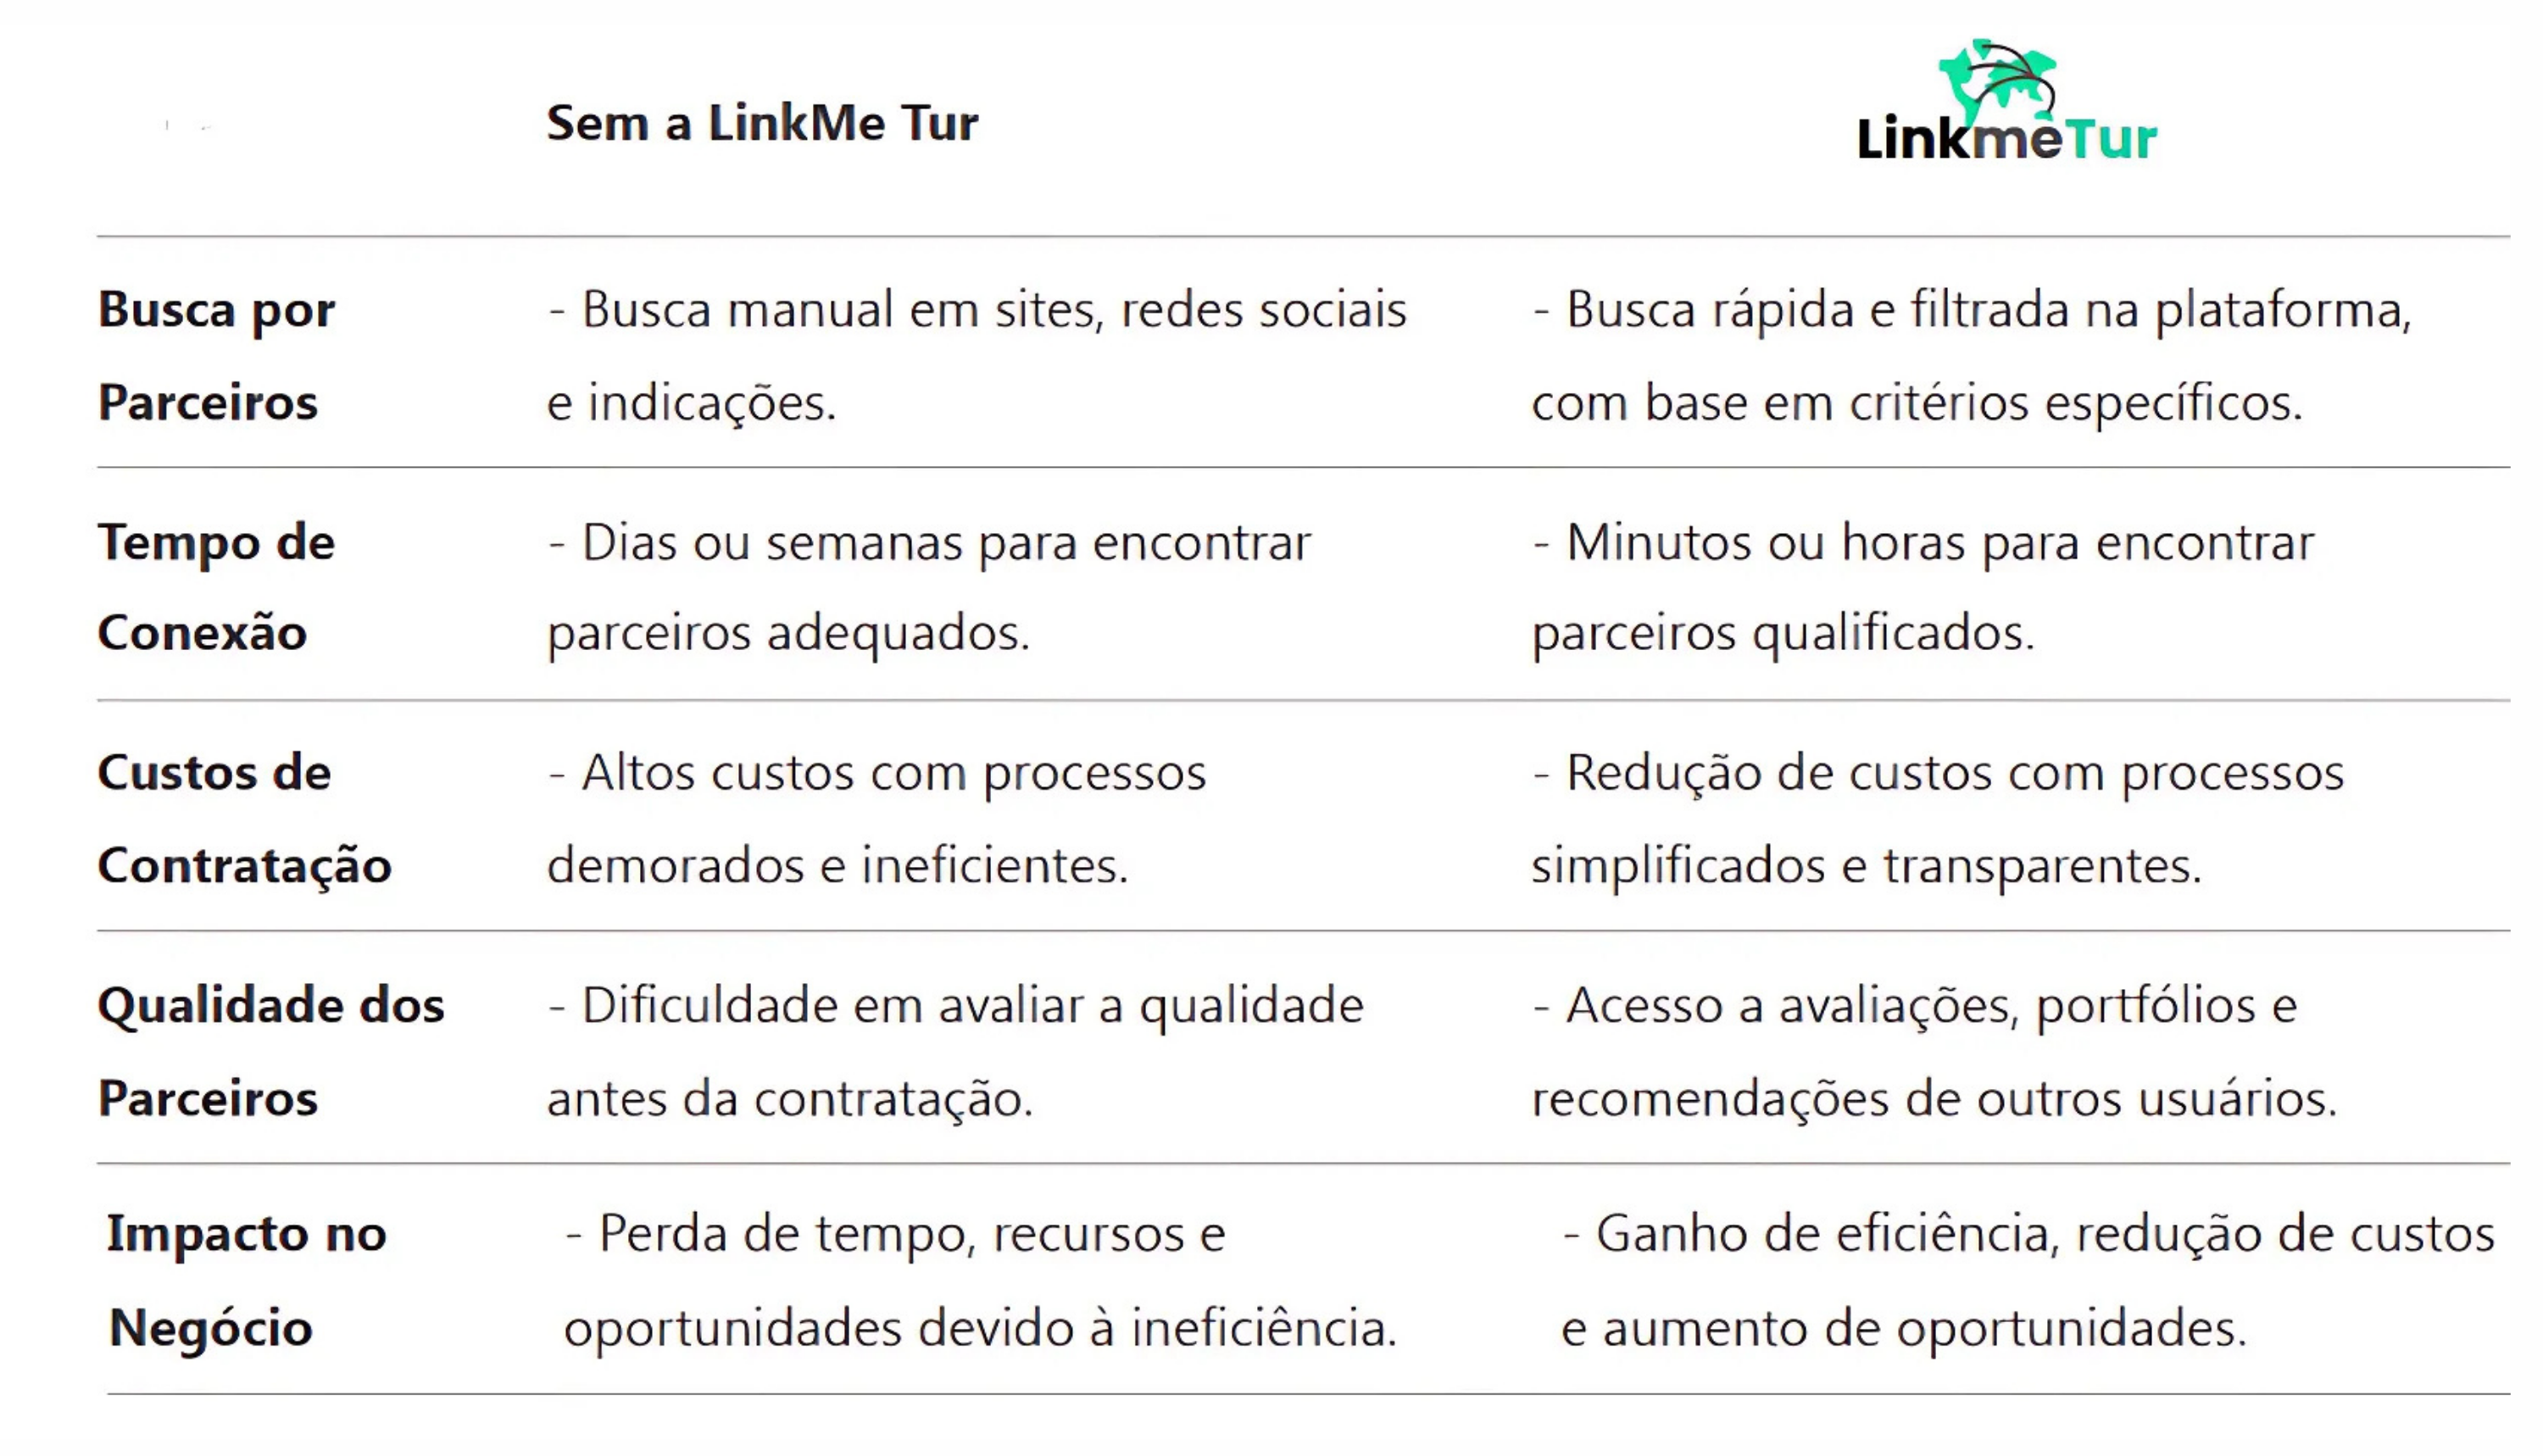 Sem a LinkMe Tur
LinkmeTur
Busca por
Parceiros
- Busca manual em sites, redes sociais
e indicações.
- Busca rápida e filtrada na plataforma,
com base em critérios específicos.
Tempo de
Conexão
- Dias ou semanas para encontrar
parceiros adequados.
- Minutos ou horas para encontrar
parceiros qualificados.
Custos de
Contratação
- Altos custos com processos
demorados e ineficientes.
- Redução de custos com processos
simplificados e transparentes.
Qualidade dos
Parceiros
- Dificuldade em avaliar a qualidade
antes da contratação.
- Acesso a avaliações, portfólios e
recomendações de outros usuários.
Impacto no
Negócio
- Perda de tempo, recursos e
oportunidades devido à ineficiência.
- Ganho de eficiência, redução de custos
e aumento de oportunidades.